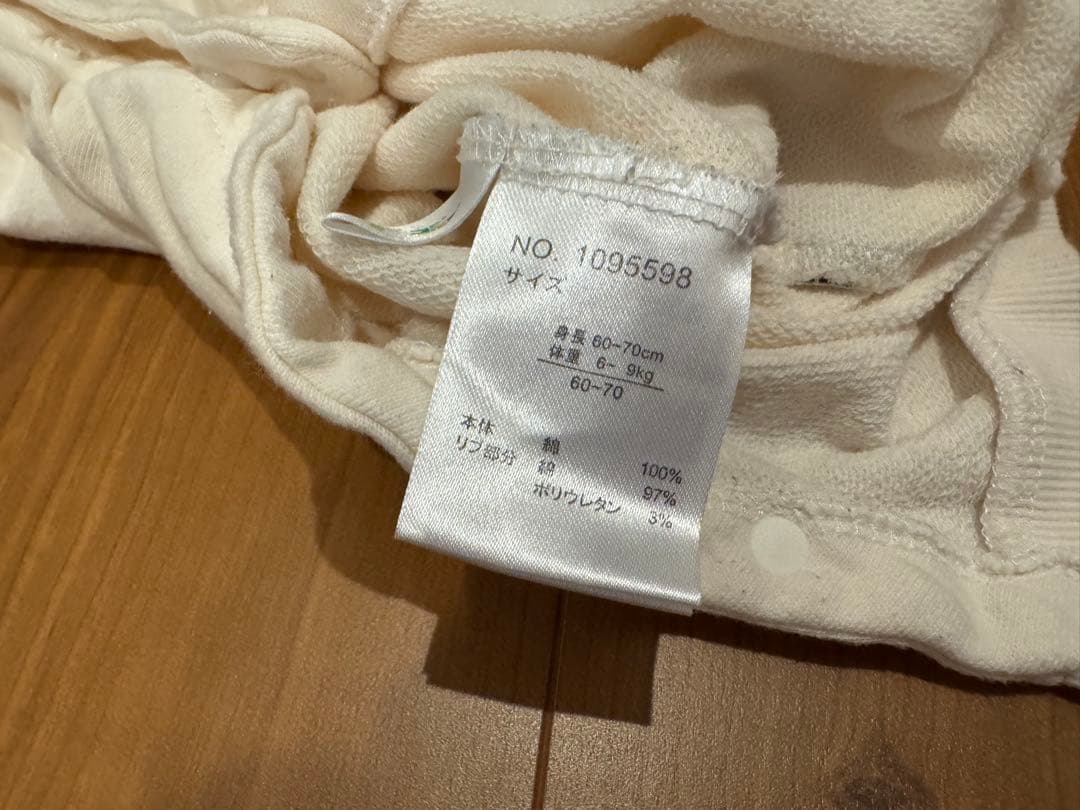 NO. 1095598
サイズ
身長 60~70cm
体重 6~ 9kg
60~70
本体 綿 100%
リブ部分 綿 97%
ポリウレタン 3%